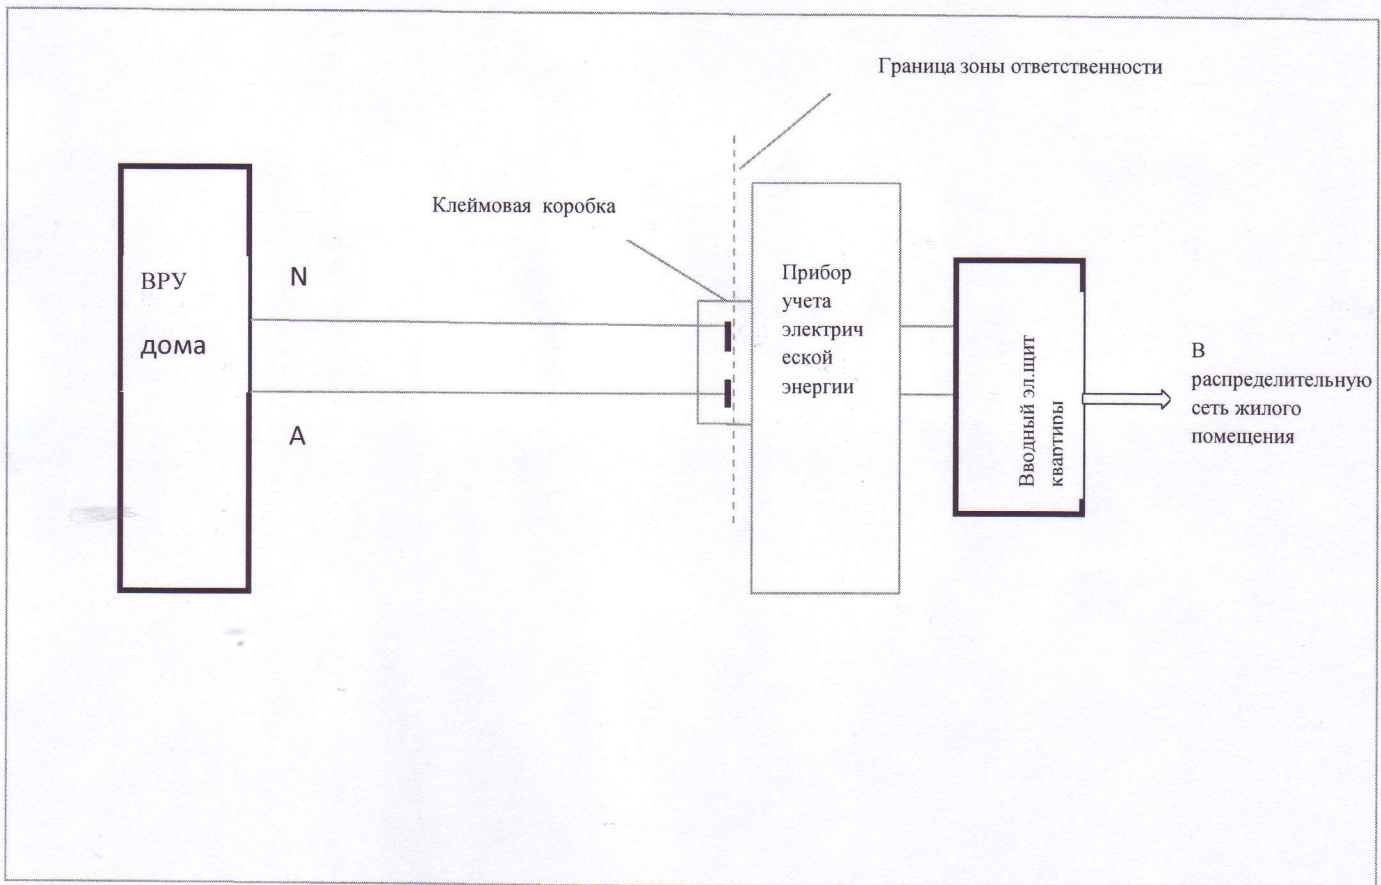 Граница зоны ответственности
Клеймовая коробка
ВРУ
дома
N
A
Прибор
учета
электрич
еской
энергии
Вводный эл.щит
квартиры
В
распределительную
сеть жилого
помещения